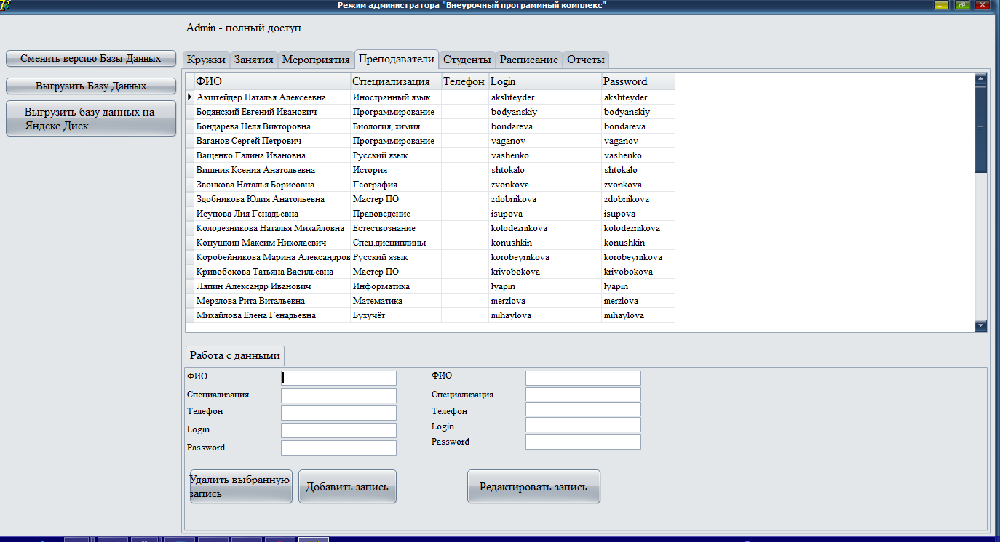 Режим администратора "Внеурочный программный комплекс"
Admin - полный доступ
Сменить версию Базы Данных
Выгрузить Базу Данных
Выгрузить базу данных на
Яндекс.Диск
Кружки Занятия Мероприятия Преподаватели Студенты Расписание Отчёты
ФИО Специализация Телефон Login Password
Акштейдер Наталья Алексеевна Иностранный язык akshteyder akshteyder
Бодянский Евгений Иванович Программирование bodyanskiy bodyanskiy
Бондарева Неля Викторовна Биология, химия bondareva bondareva
Ваганов Сергей Петрович Программирование vaganov vaganov
Ващенко Галина Ивановна Русский язык vashenko vashenko
Вишник Ксения Анатольевна История shtokalo shtokalo
Звонкова Наталья Борисовна География zvonkova zvonkova
Здобникова Юлия Анатольевна Мастер ПО zdobnikova zdobnikova
Исупова Лия Генадьевна Правоведение isupova isupova
Колодезникова Наталья Михайловна Естествознание kolodeznikova kolodeznikova
Конушкин Максим Николаевич Спец.дисциплины konushkin konushkin
Коробейникова Марина Александров Русский язык korobeynikova korobeynikova
Кривобокова Татьяна Васильевна Мастер ПО krivobokova krivobokova
Ляпин Александр Иванович Информатика lyapin lyapin
Мерзлова Рита Витальевна Математика merzlova merzlova
Михайлова Елена Генадьевна Бухучёт mihaylova mihaylova
Работа с данными
ФИО ФИО
Специализация Специализация
Телефон Телефон
Login Login
Password Password
Удалить выбранную
запись
Добавить запись
Редактировать запись